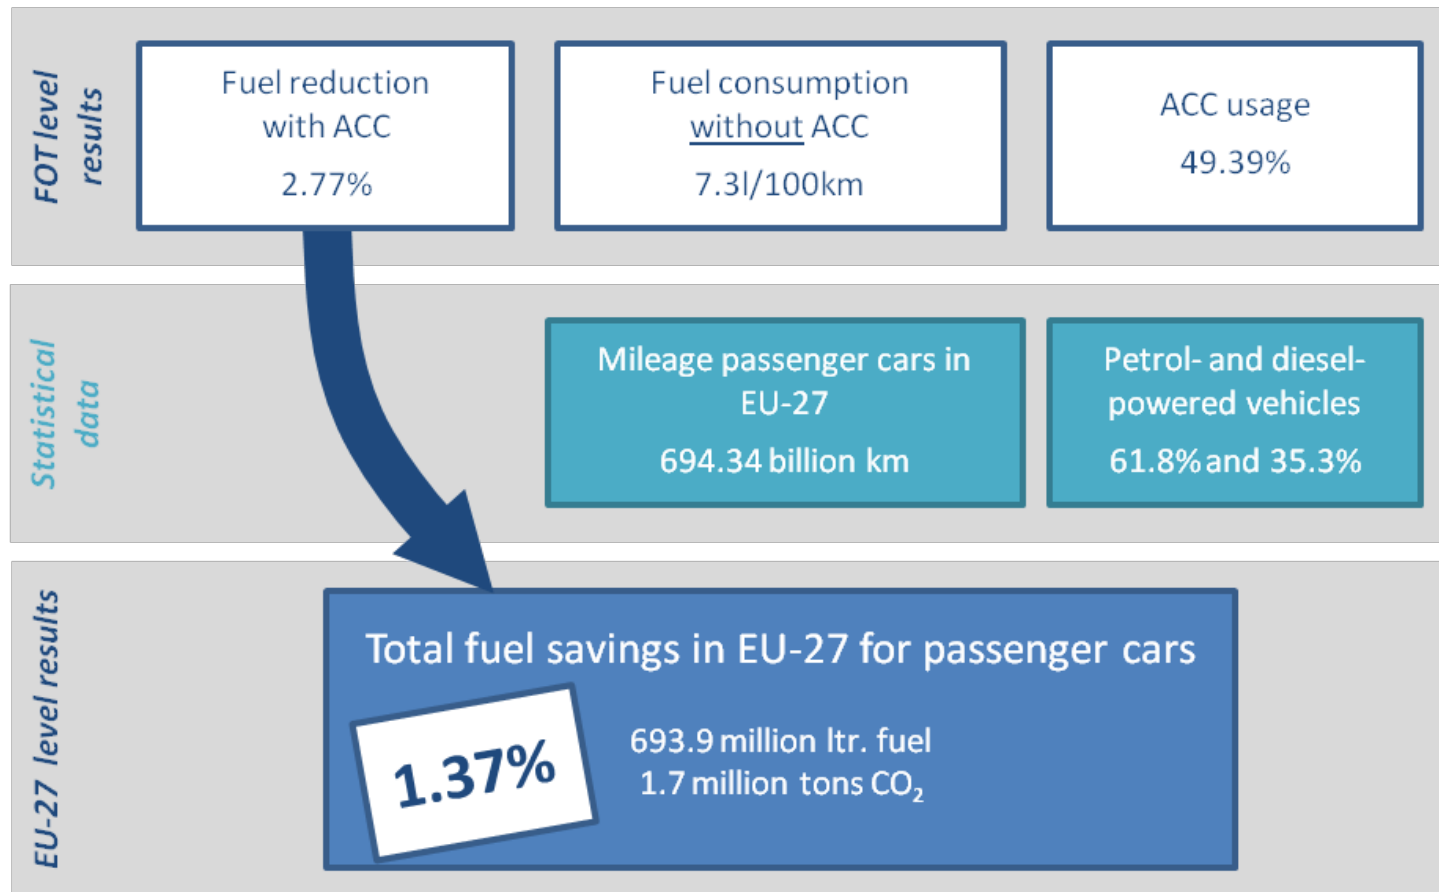 FOT level
results
Fuel reduction
with ACC
2.77%
Fuel consumption
without ACC
7.3l/100km
ACC usage
49.39%
Statistical
data
Mileage passenger cars in
EU-27
694.34 billion km
Petrol- and diesel-
powered vehicles
61.8% and 35.3%
EU-27 level results
Total fuel savings in EU-27 for passenger cars
1.37%
693.9 million ltr. fuel
1.7 million tons CO₂